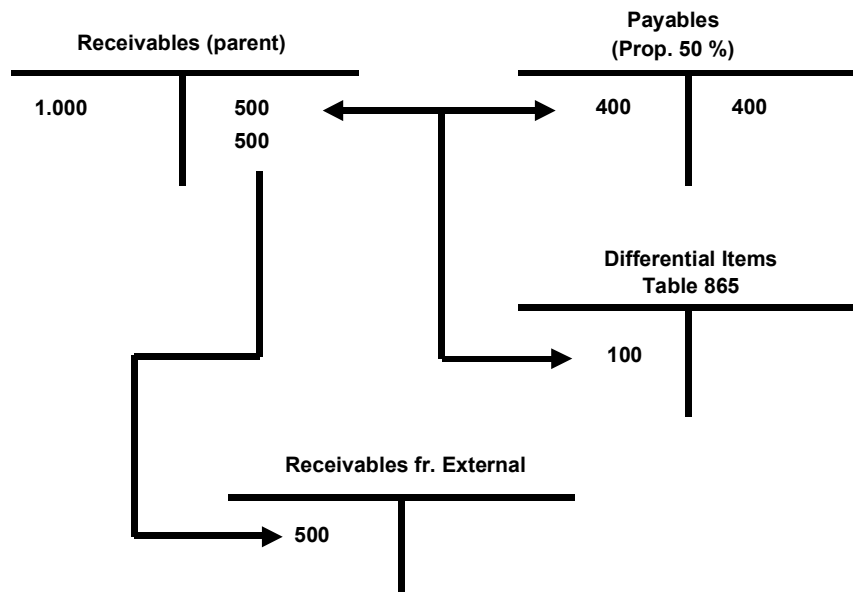 Receivables (parent)
1.000
500
500
Payables
(Prop. 50 %)
400
400
Differential Items
Table 865
100
Receivables fr. External
500